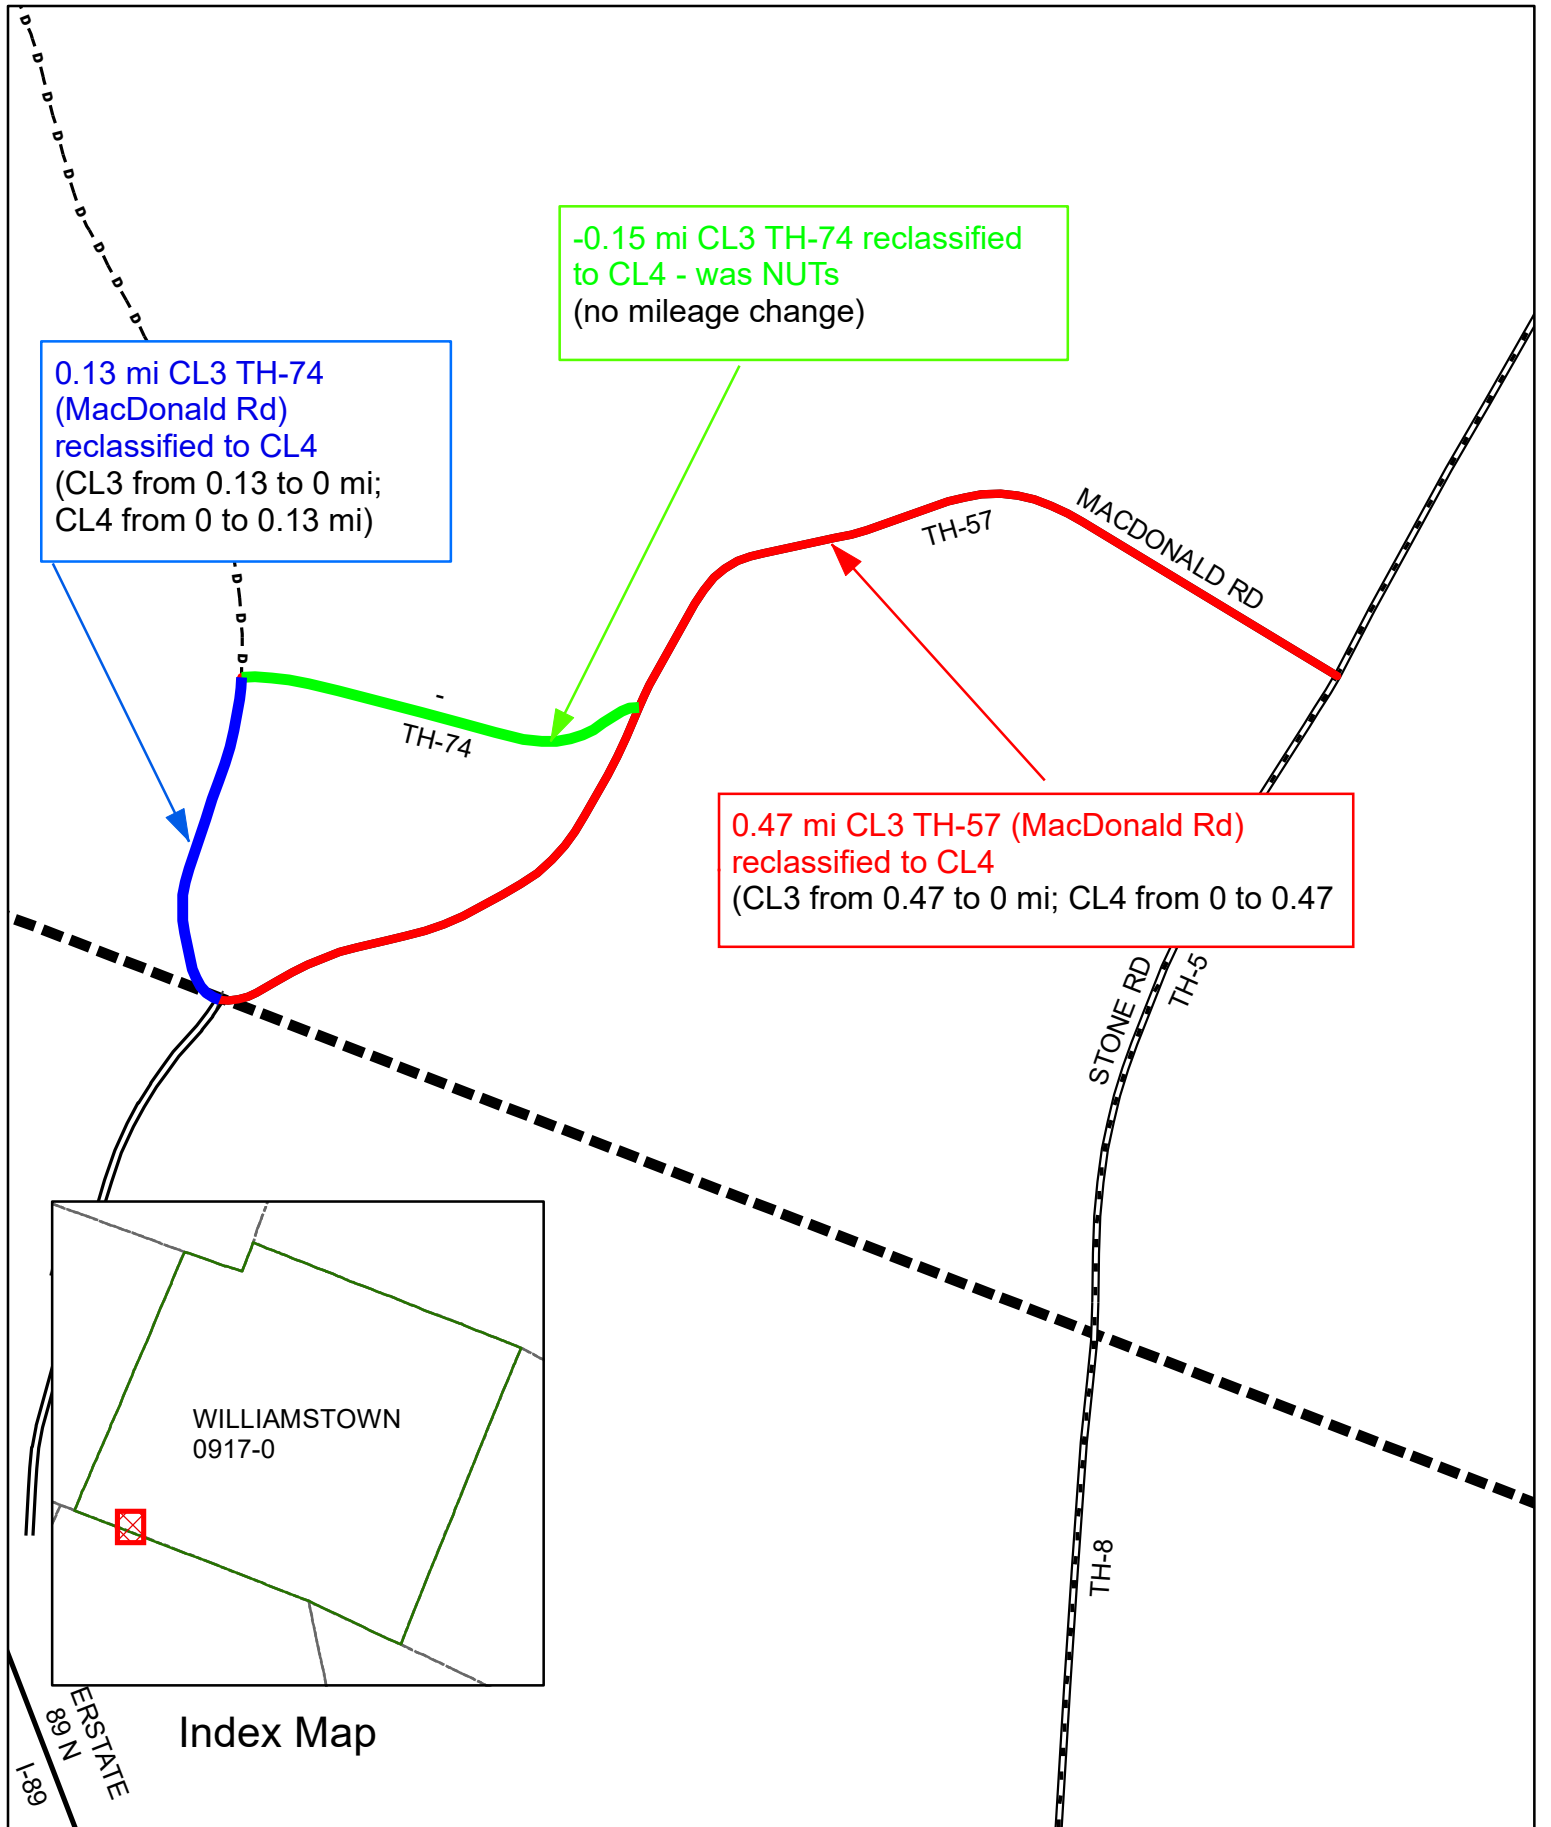 -0.15 mi CL3 TH-74 reclassified
to CL4 - was NUTs
(no mileage change)
0.13 mi CL3 TH-74
(MacDonald Rd)
reclassified to CL4
(CL3 from 0.13 to 0 mi;
CL4 from 0 to 0.13 mi)
MACDONALD RD
TH-57
-
TH-74
0.47 mi CL3 TH-57 (MacDonald Rd)
reclassified to CL4
(CL3 from 0.47 to 0 mi; CL4 from 0 to 0.47
STONE RD
TH-5
WILLIAMSTOWN
0917-0
TH-8
Index Map
ERSTATE
89 N
I-89